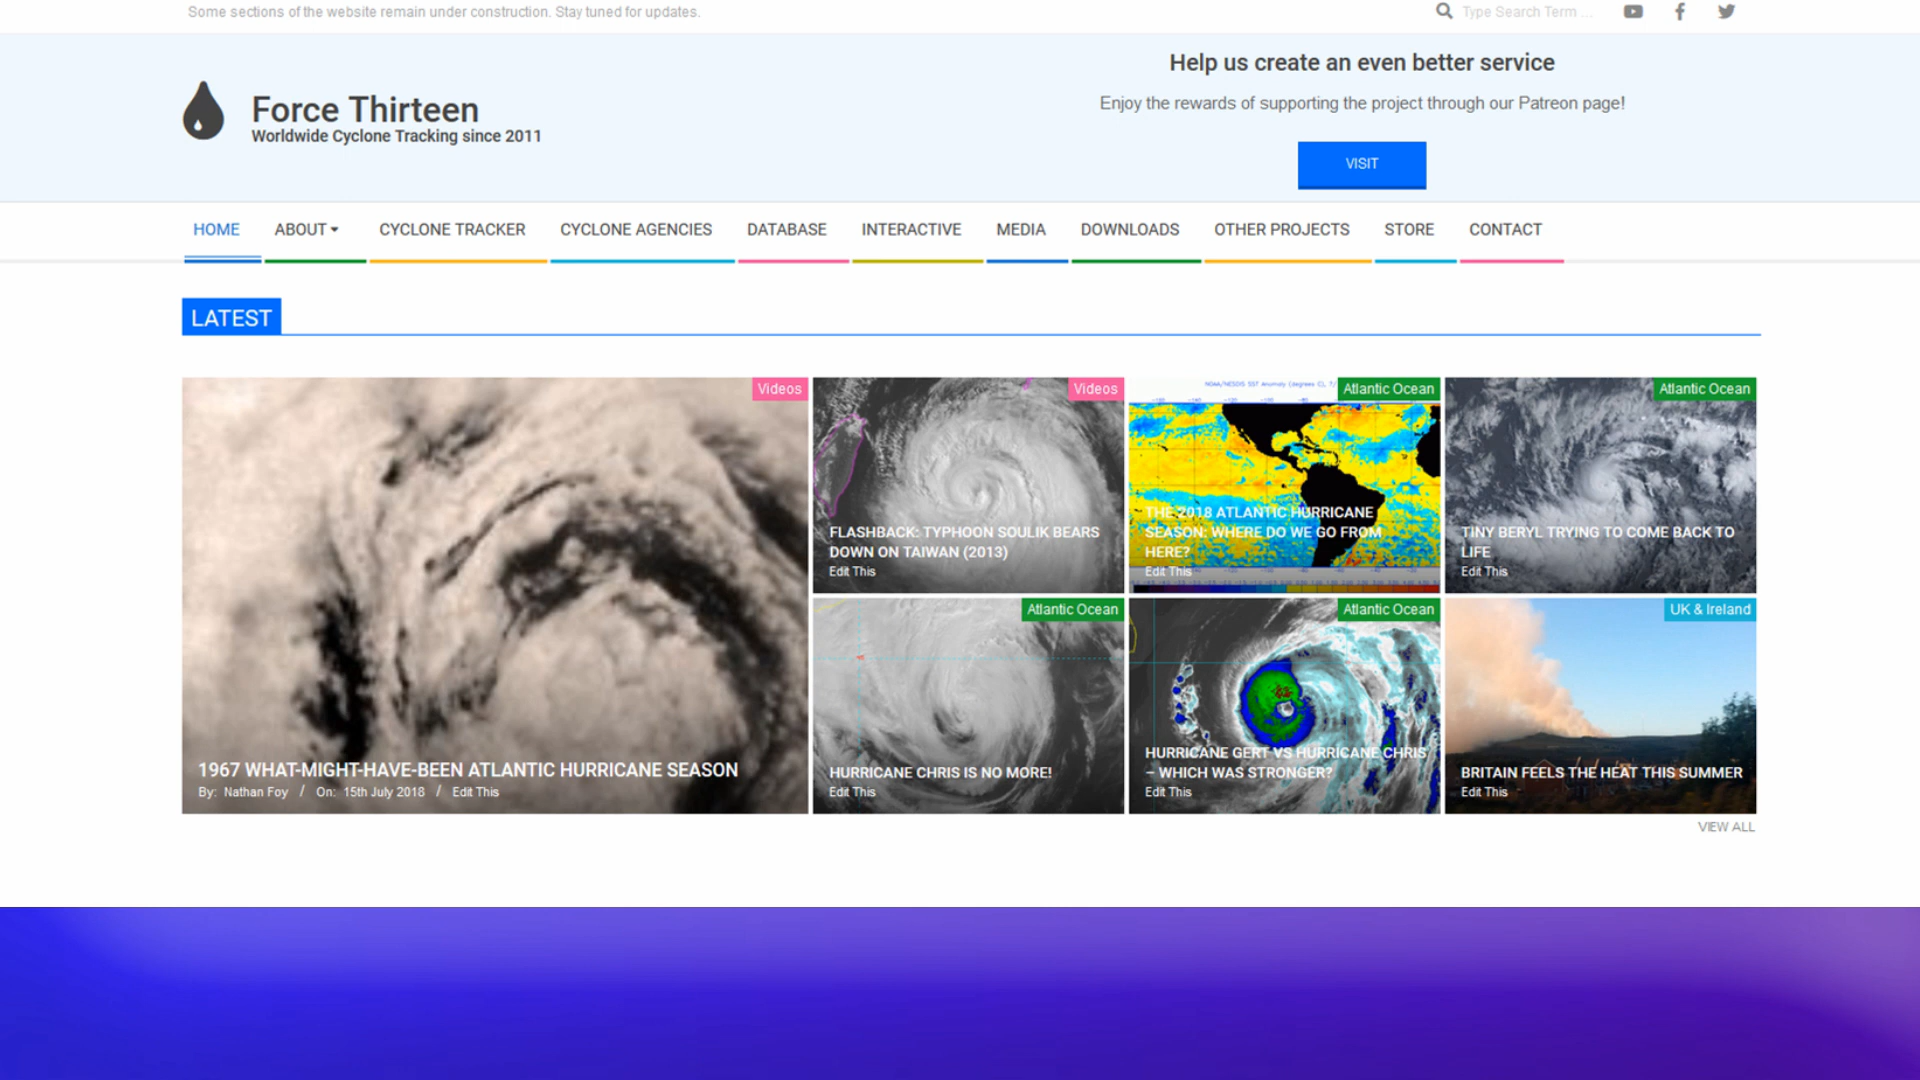 Some sections of the website remain under construction. Stay tuned for updates.
Type Search Term ...
Force Thirteen
Worldwide Cyclone Tracking since 2011
Help us create an even better service
Enjoy the rewards of supporting the project through our Patreon page!
VISIT
HOME ABOUT CYCLONE TRACKER CYCLONE AGENCIES DATABASE INTERACTIVE MEDIA DOWNLOADS OTHER PROJECTS STORE CONTACT
LATEST
Videos
1967 WHAT-MIGHT-HAVE-BEEN ATLANTIC HURRICANE SEASON
By: Nathan Foy / On: 15th July 2018 / Edit This
Videos
FLASHBACK: TYPHOON SOULIK BEARS
DOWN ON TAIWAN (2013)
Edit This
NOAA/NESDIS SST Anomaly (degrees C),
Atlantic Ocean
THE 2018 ATLANTIC HURRICANE
SEASON: WHERE DO WE GO FROM
HERE?
Edit This
Atlantic Ocean
TINY BERYL TRYING TO COME BACK TO
LIFE
Edit This
Atlantic Ocean
HURRICANE CHRIS IS NO MORE!
Edit This
Atlantic Ocean
HURRICANE GERT VS HURRICANE CHRIS
– WHICH WAS STRONGER?
Edit This
UK & Ireland
BRITAIN FEELS THE HEAT THIS SUMMER
Edit This
VIEW ALL